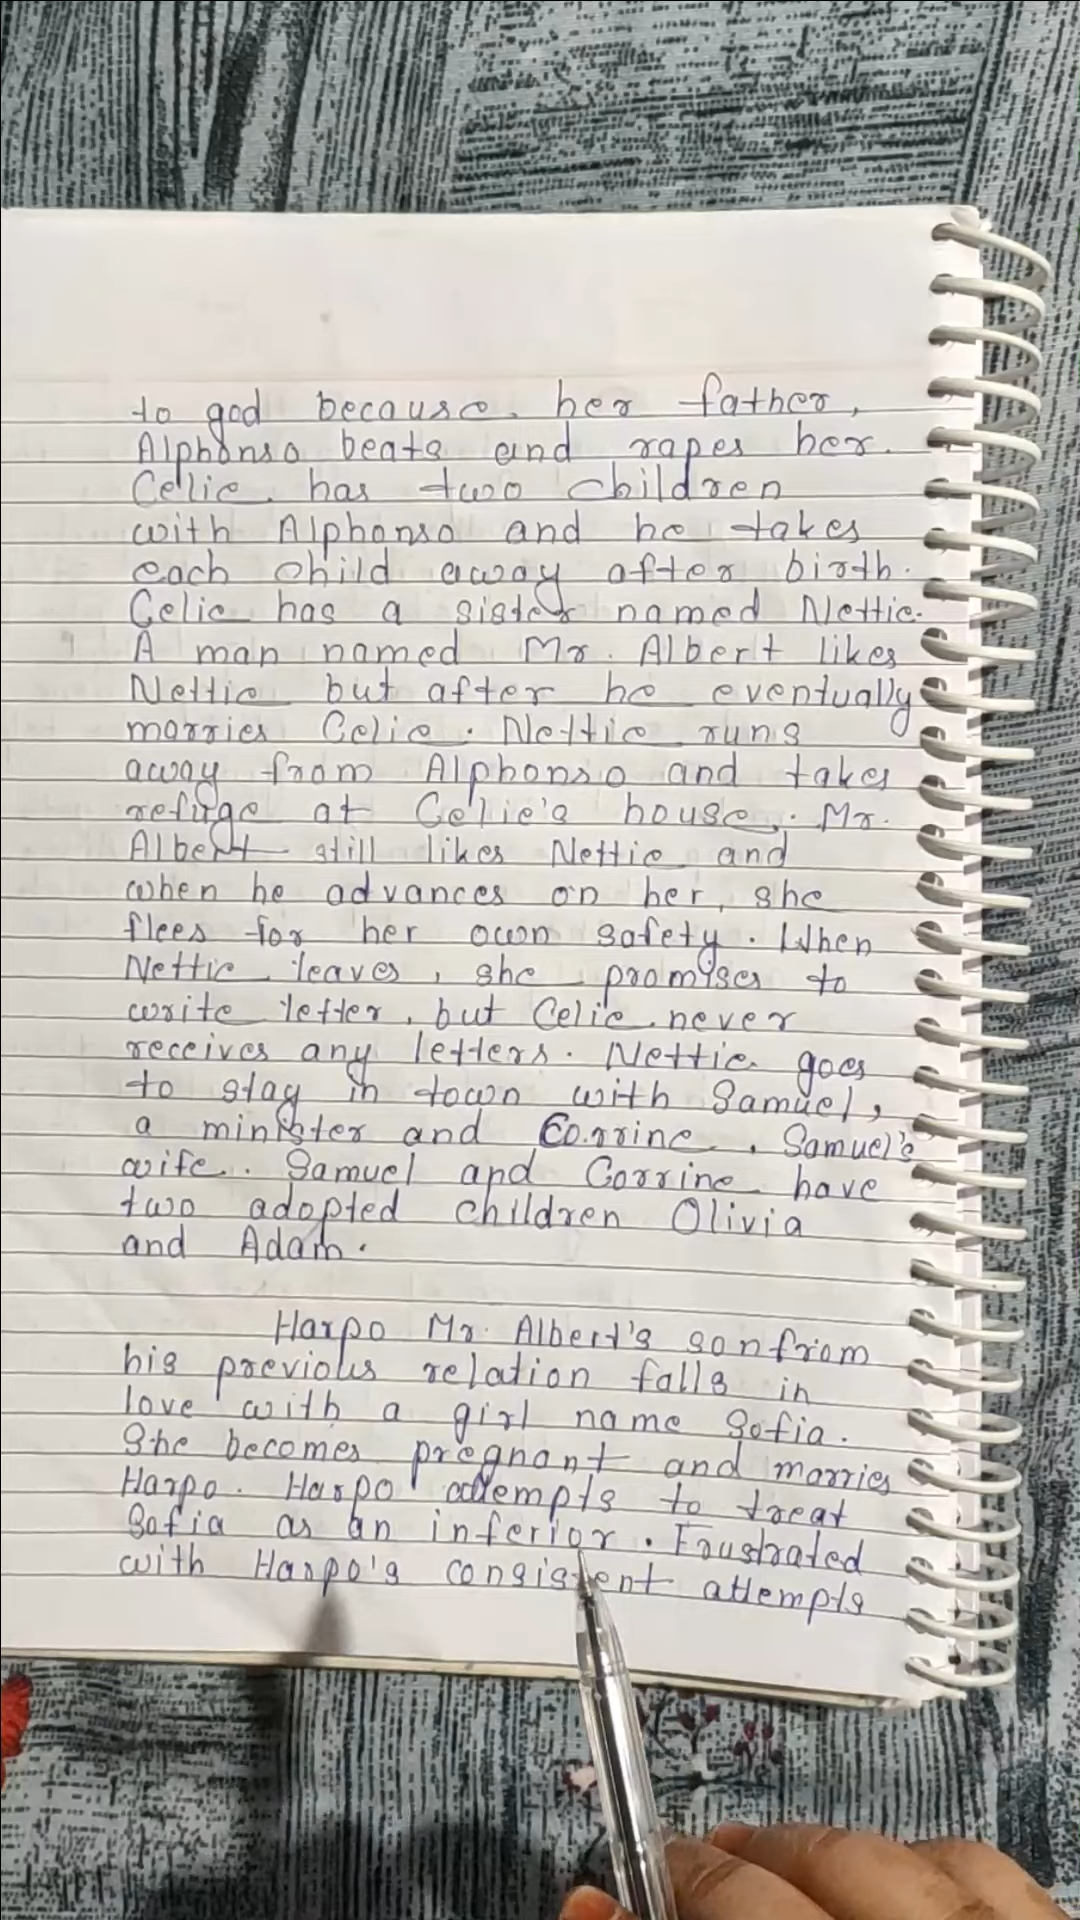 to god because her father,
Alphonso beats and rapes her.
Celie has two children
with Alphonso and he takes
each child away after birth.
Celie has a sister named Nettie.
A man named Mr. Albert likes
Nettie but after he eventually
marries Celie. Nettie runs
away from Alphonso and takes
refuge at Celie's house. Mr.
Albert still likes Nettie and
when he advances on her, she
flees for her own safety. When
Nettie leaves, she promises to
write letter, but Celie never
receives any letters. Nettie goes
to stay in town with Samuel,
a minister and Corrine, Samuel's
wife. Samuel and Corrine have
two adopted children Olivia
and Adam.
Harpo Mr. Albert's son from
his previous relation falls in
love with a girl name Sofia.
She becomes pregnant and marries
Harpo. Harpo attempts to treat
Sofia as an inferior. Frustrated
with Harpo's consistent attempts